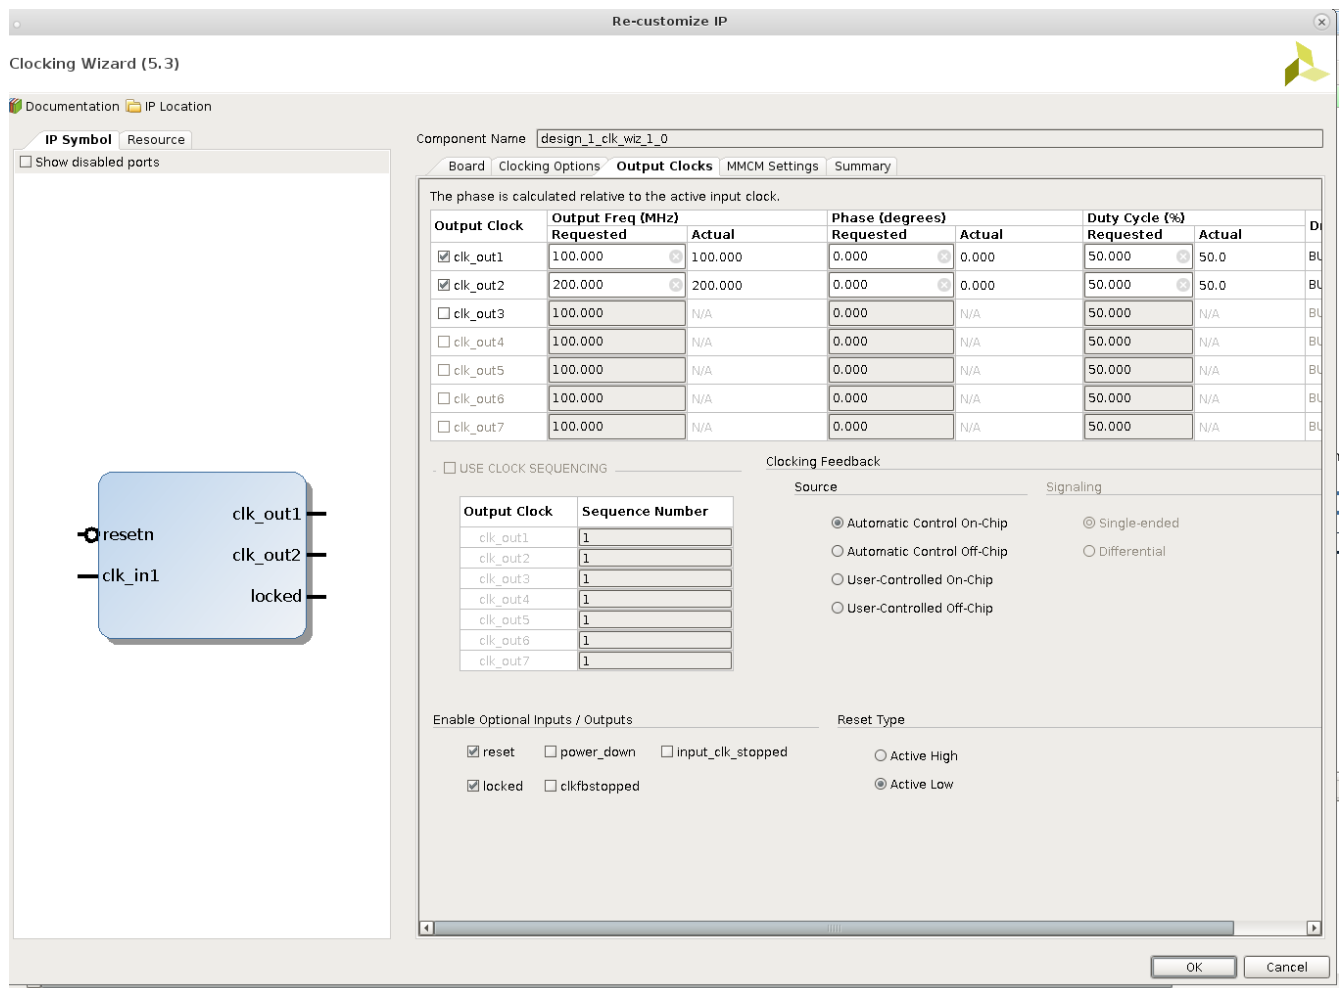 Re-customize IP
Clocking Wizard (5.3)
Documentation IP Location
IP Symbol Resource
Show disabled ports
resetn
clk_in1
clk_out1
clk_out2
locked
Component Name design_1_clk_wiz_1_0
Board Clocking Options Output Clocks MMCM Settings Summary
The phase is calculated relative to the active input clock.
Output Clock Output Freq (MHz) Phase (degrees) Duty Cycle (%)
Requested Actual Requested Actual Requested Actual
clk_out1 100.000 100.000 0.000 0.000 50.000 50.0
clk_out2 200.000 200.000 0.000 0.000 50.000 50.0
clk_out3 100.000 N/A 0.000 N/A 50.000 N/A
clk_out4 100.000 N/A 0.000 N/A 50.000 N/A
clk_out5 100.000 N/A 0.000 N/A 50.000 N/A
clk_out6 100.000 N/A 0.000 N/A 50.000 N/A
clk_out7 100.000 N/A 0.000 N/A 50.000 N/A
USE CLOCK SEQUENCING
Output Clock Sequence Number
clk_out1 1
clk_out2 1
clk_out3 1
clk_out4 1
clk_out5 1
clk_out6 1
clk_out7 1
Clocking Feedback
Source Signaling
Automatic Control On-Chip Single-ended
Automatic Control Off-Chip Differential
User-Controlled On-Chip
User-Controlled Off-Chip
Enable Optional Inputs / Outputs
reset power_down input_clk_stopped
locked clkfbstopped
Reset Type
Active High
Active Low
OK Cancel